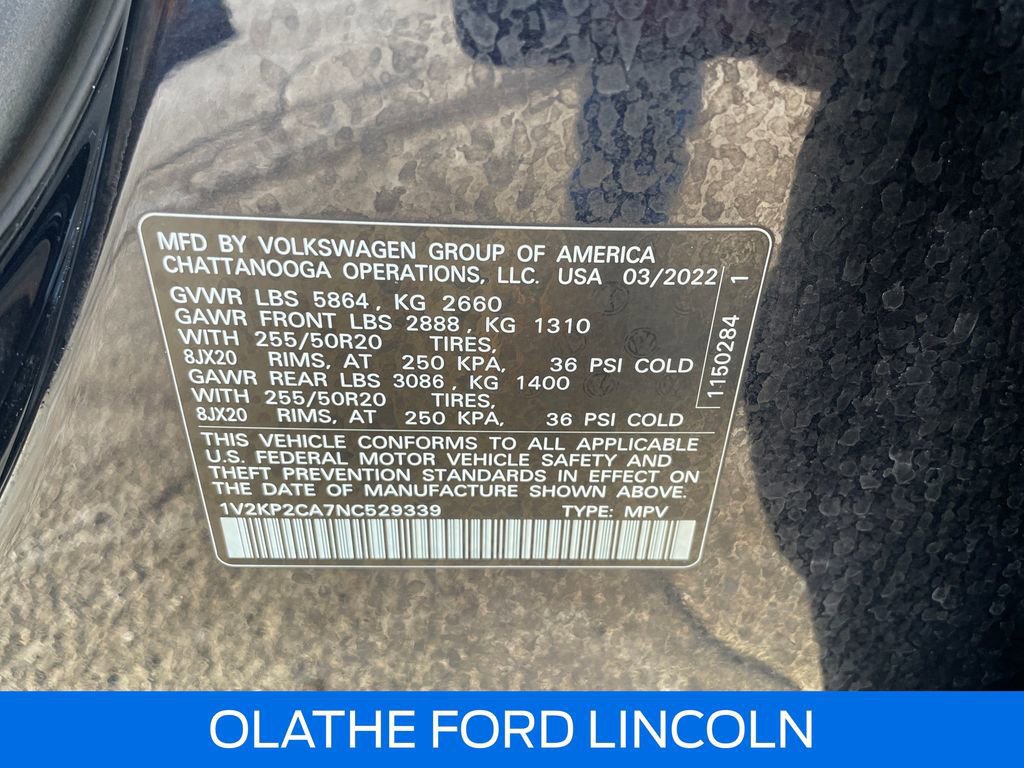 MFD BY VOLKSWAGEN GROUP OF AMERICA
CHATTANOOGA OPERATIONS, LLC. USA 03/2022
GVWR LBS 5864, KG 2660
GAWR FRONT LBS 2888, KG 1310
WITH 255/50R20 TIRES,
8JX20 RIMS, AT 250 KPA, 36 PSI COLD
GAWR REAR LBS 3086, KG 1400
WITH 255/50R20 TIRES,
8JX20 RIMS, AT 250 KPA, 36 PSI COLD
1150284 1
THIS VEHICLE CONFORMS TO ALL APPLICABLE
U.S. FEDERAL MOTOR VEHICLE SAFETY AND
THEFT PREVENTION STANDARDS IN EFFECT ON
THE DATE OF MANUFACTURE SHOWN ABOVE.
1V2KP2CA7NC529339 TYPE: MPV
OLATHE FORD LINCOLN